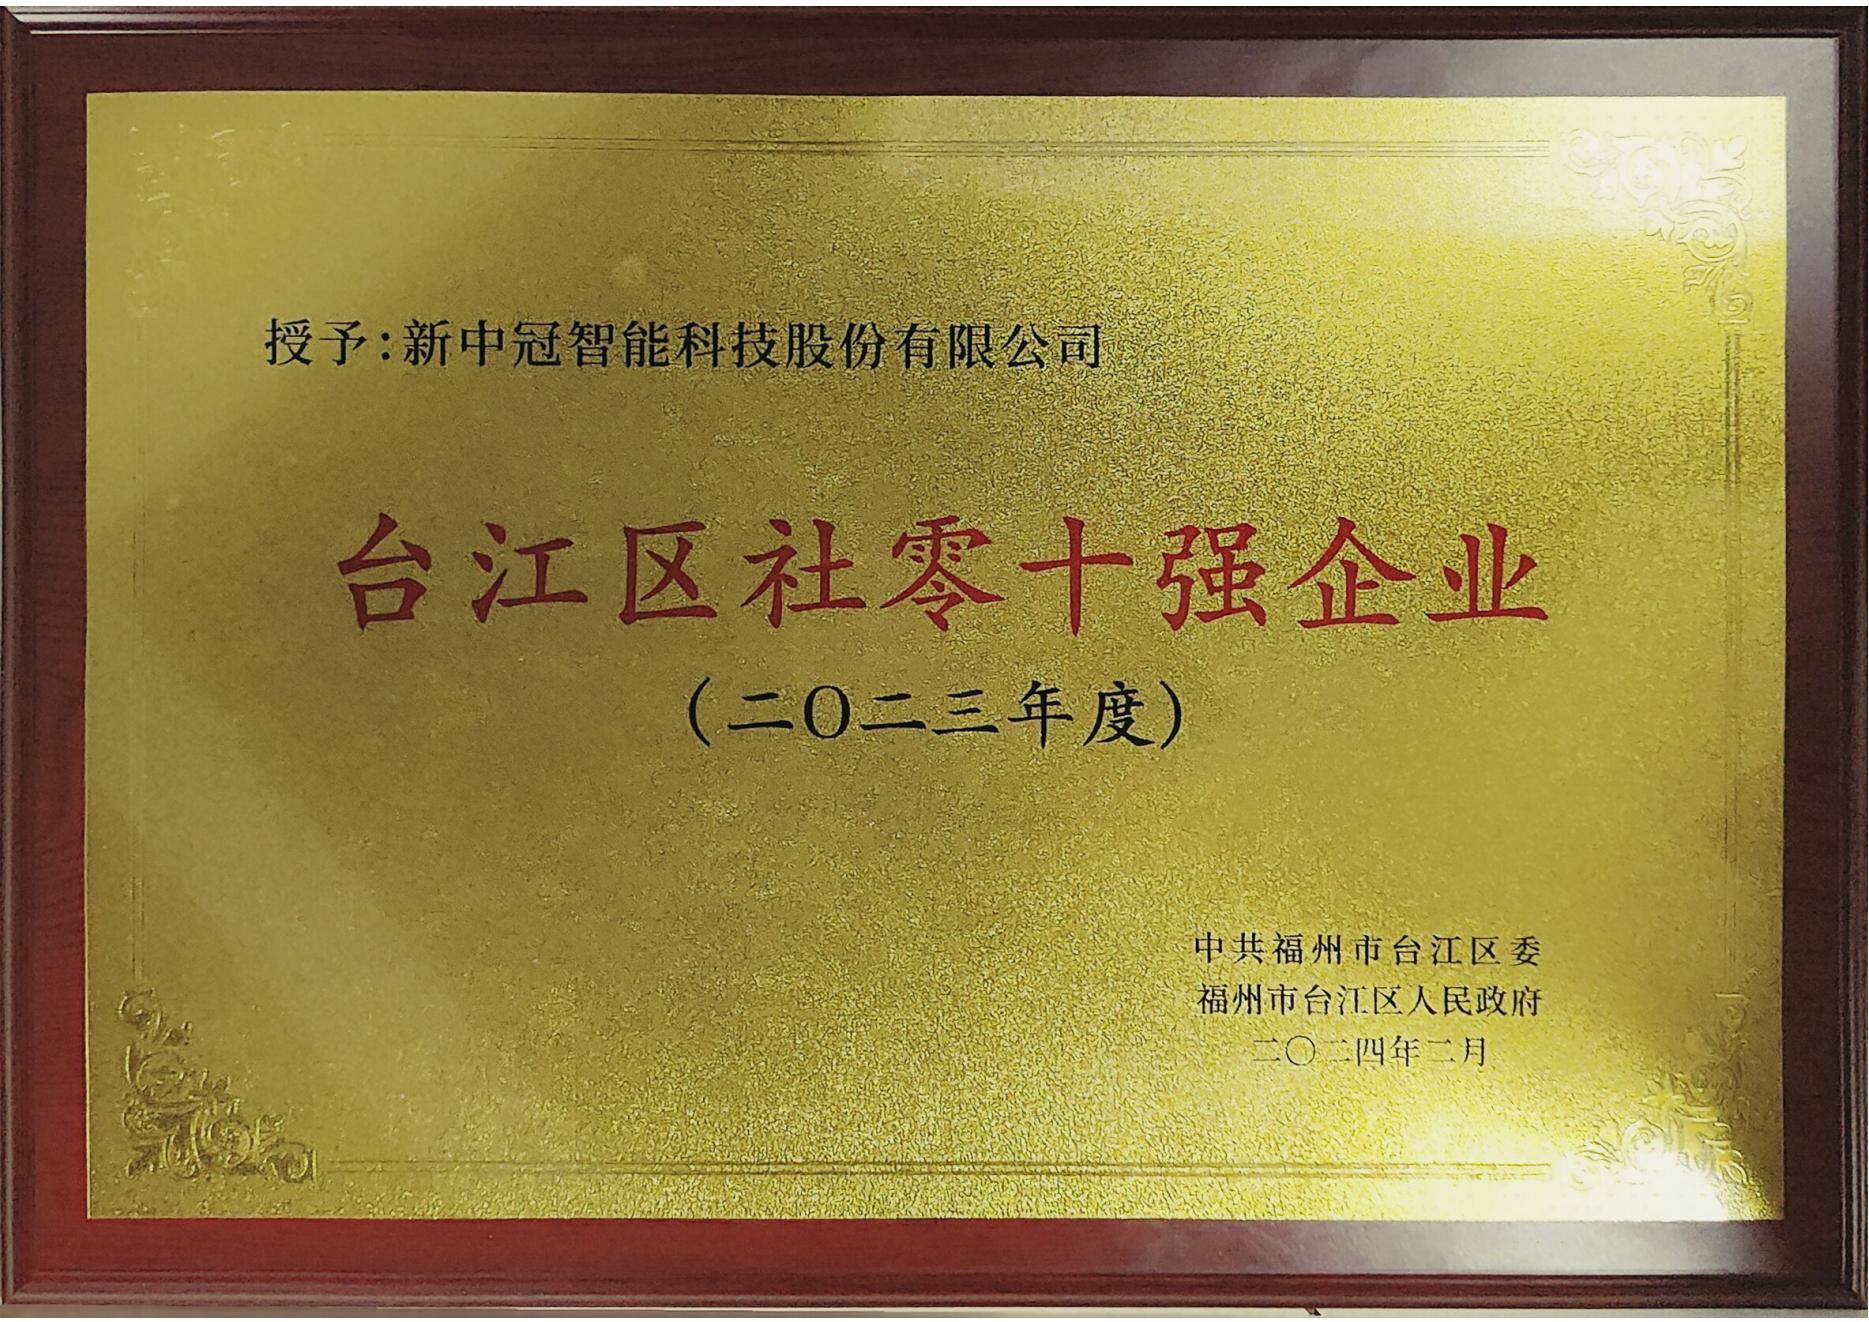 授予:新中冠智能科技股份有限公司
台江区社零十强企业
(二〇二三年度)
中共福州市台江区委
福州市台江区人民政府
二〇二四年二月